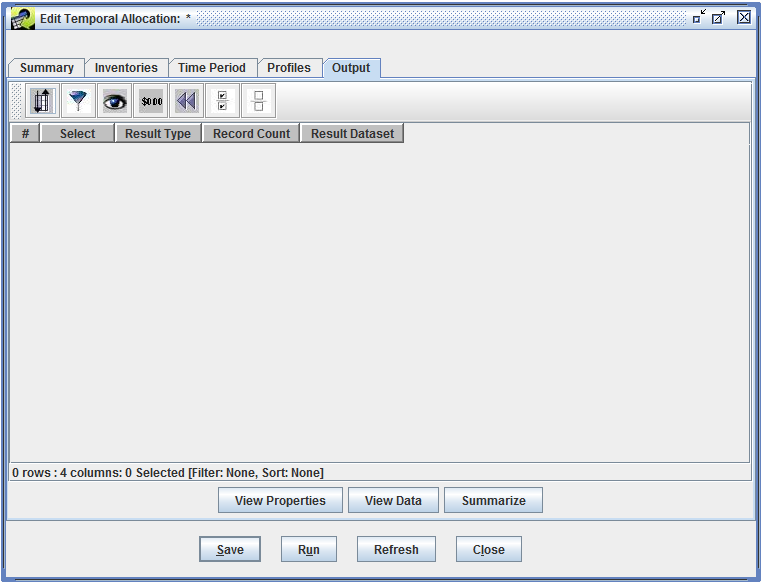 Edit Temporal Allocation: *
Summary Inventories Time Period Profiles Output
$0.00
# Select Result Type Record Count Result Dataset
0 rows : 4 columns: 0 Selected [Filter: None, Sort: None]
View Properties View Data Summarize
Save Run Refresh Close